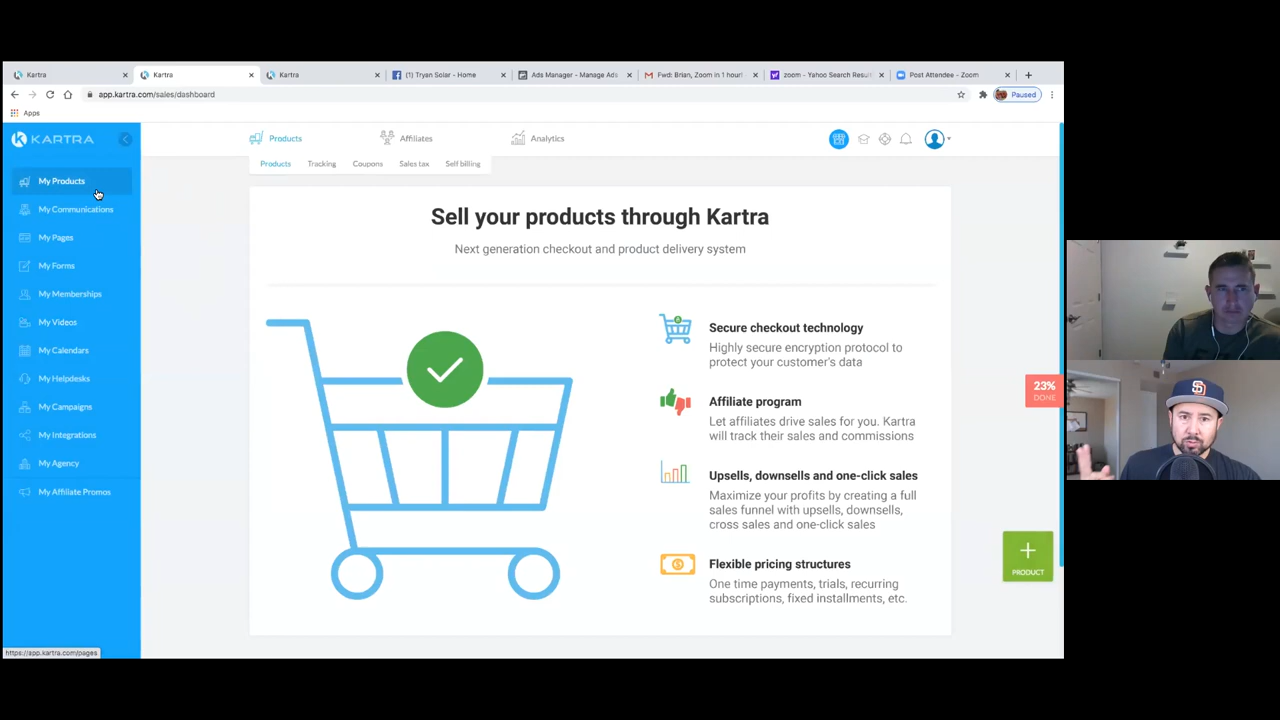 Kartra
Kartra
Kartra
(1) Tryan Solar - Home
Ads Manager - Manage Ads
Fwd: Brian, Zoom in 1 hour!
zoom - Yahoo Search Result
Post Attendee - Zoom
app.kartra.com/sales/dashboard
Paused
Apps
KARTRA
Products
Affiliates
Analytics
Products
Tracking
Coupons
Sales tax
Self billing
My Products
My Communications
My Pages
My Forms
My Memberships
My Videos
My Calendars
My Helpdesks
My Campaigns
My Integrations
My Agency
My Affiliate Promos
Sell your products through Kartra
Next generation checkout and product delivery system
Secure checkout technology
Highly secure encryption protocol to
protect your customer's data
Affiliate program
Let affiliates drive sales for you. Kartra
will track their sales and commissions
Upsells, downsells and one-click sales
Maximize your profits by creating a full
sales funnel with upsells, downsells,
cross sales and one-click sales
Flexible pricing structures
One time payments, trials, recurring
subscriptions, fixed installments, etc.
23%
DONE
PRODUCT
https://app.kartra.com/pages
SD